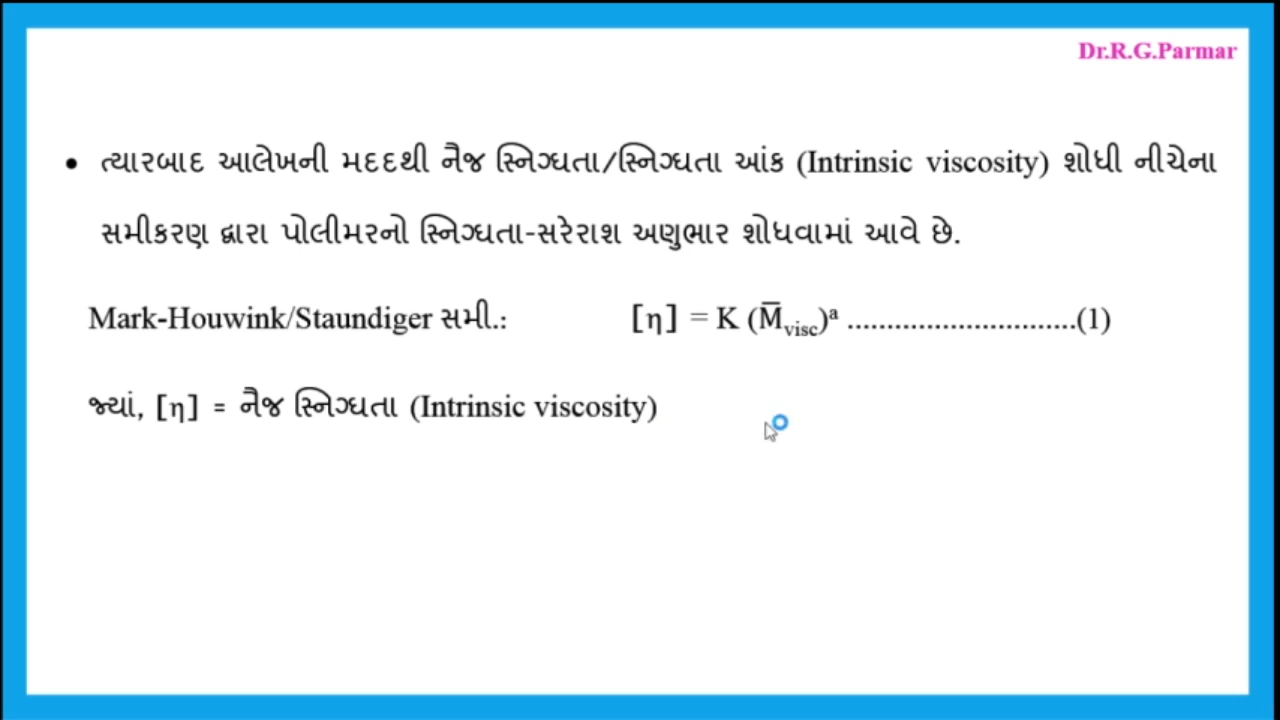 Dr.R.G.Parmar
• ત્યારબાદ આલેખની મદદથી નૈજ સ્નિગ્ધતા/સ્નિગ્ધતા આંક (Intrinsic viscosity) શોધી નીચેના
સમીકરણ દ્વારા પોલીમરનો સ્નિગ્ધતા-સરેરાશ અણુભાર શોધવામાં આવે છે.
Mark-Houwink/Staundiger સમી.: [η] = K (M̅ᵥᵢₛ꜀)ᵃ ............................(1)
જ્યાં, [η] = નૈજ સ્નિગ્ધતા (Intrinsic viscosity)